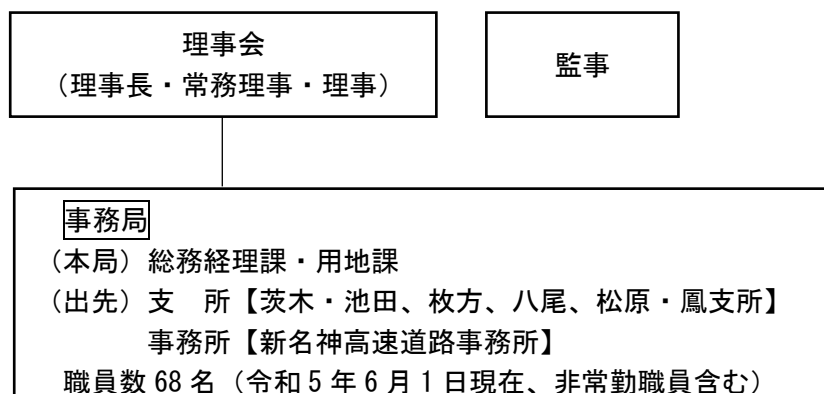 理事会
（理事長・常務理事・理事）
監事
事務局
（本局）総務経理課・用地課
（出先）支　所【茨木・池田、枚方、八尾、松原・鳳支所】
事務所【新名神高速道路事務所】
職員数 68 名（令和 5 年 6 月 1 日現在、非常勤職員含む）